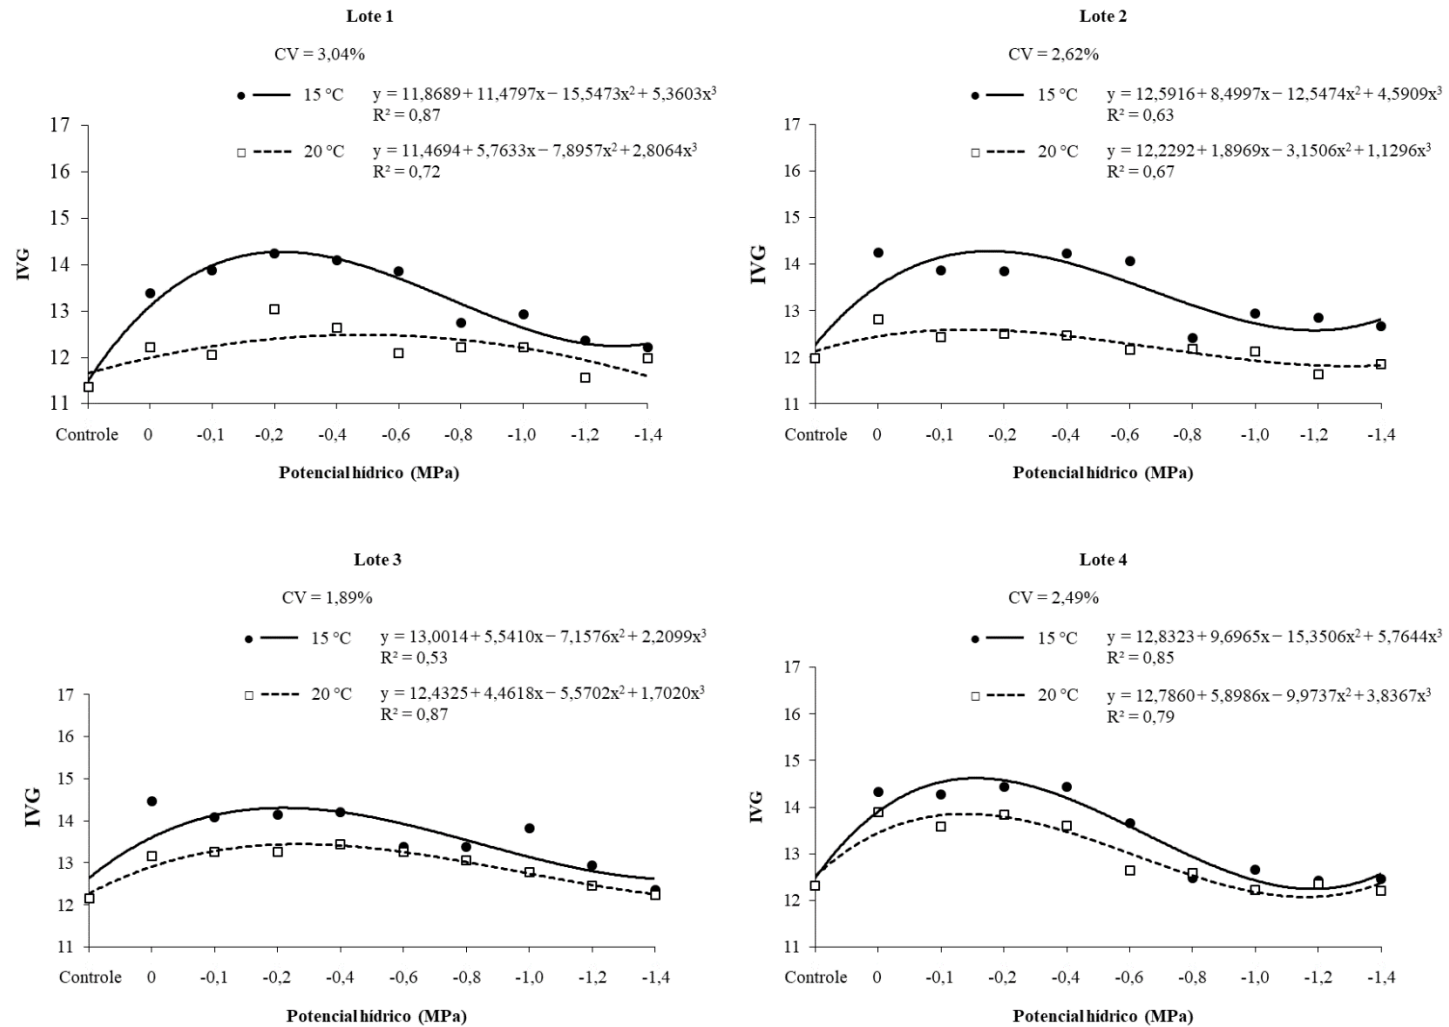 Lote 1
CV = 3,04%
15 °C y = 11,8689 + 11,4797x − 15,5473x² + 5,3603x³
R² = 0,87
20 °C y = 11,4694 + 5,7633x − 7,8957x² + 2,8064x³
R² = 0,72
17
16
15
14
13
12
11
IVG
Controle 0 -0,1 -0,2 -0,4 -0,6 -0,8 -1,0 -1,2 -1,4
Potencial hídrico (MPa)
Lote 2
CV = 2,62%
15 °C y = 12,5916 + 8,4997x − 12,5474x² + 4,5909x³
R² = 0,63
20 °C y = 12,2292 + 1,8969x − 3,1506x² + 1,1296x³
R² = 0,67
17
16
15
14
13
12
11
IVG
Controle 0 -0,1 -0,2 -0,4 -0,6 -0,8 -1,0 -1,2 -1,4
Potencial hídrico (MPa)
Lote 3
CV = 1,89%
15 °C y = 13,0014 + 5,5410x − 7,1576x² + 2,2099x³
R² = 0,53
20 °C y = 12,4325 + 4,4618x − 5,5702x² + 1,7020x³
R² = 0,87
17
16
15
14
13
12
11
IVG
Controle 0 -0,1 -0,2 -0,4 -0,6 -0,8 -1,0 -1,2 -1,4
Potencial hídrico (MPa)
Lote 4
CV = 2,49%
15 °C y = 12,8323 + 9,6965x − 15,3506x² + 5,7644x³
R² = 0,85
20 °C y = 12,7860 + 5,8986x − 9,9737x² + 3,8367x³
R² = 0,79
17
16
15
14
13
12
11
IVG
Controle 0 -0,1 -0,2 -0,4 -0,6 -0,8 -1,0 -1,2 -1,4
Potencial hídrico (MPa)